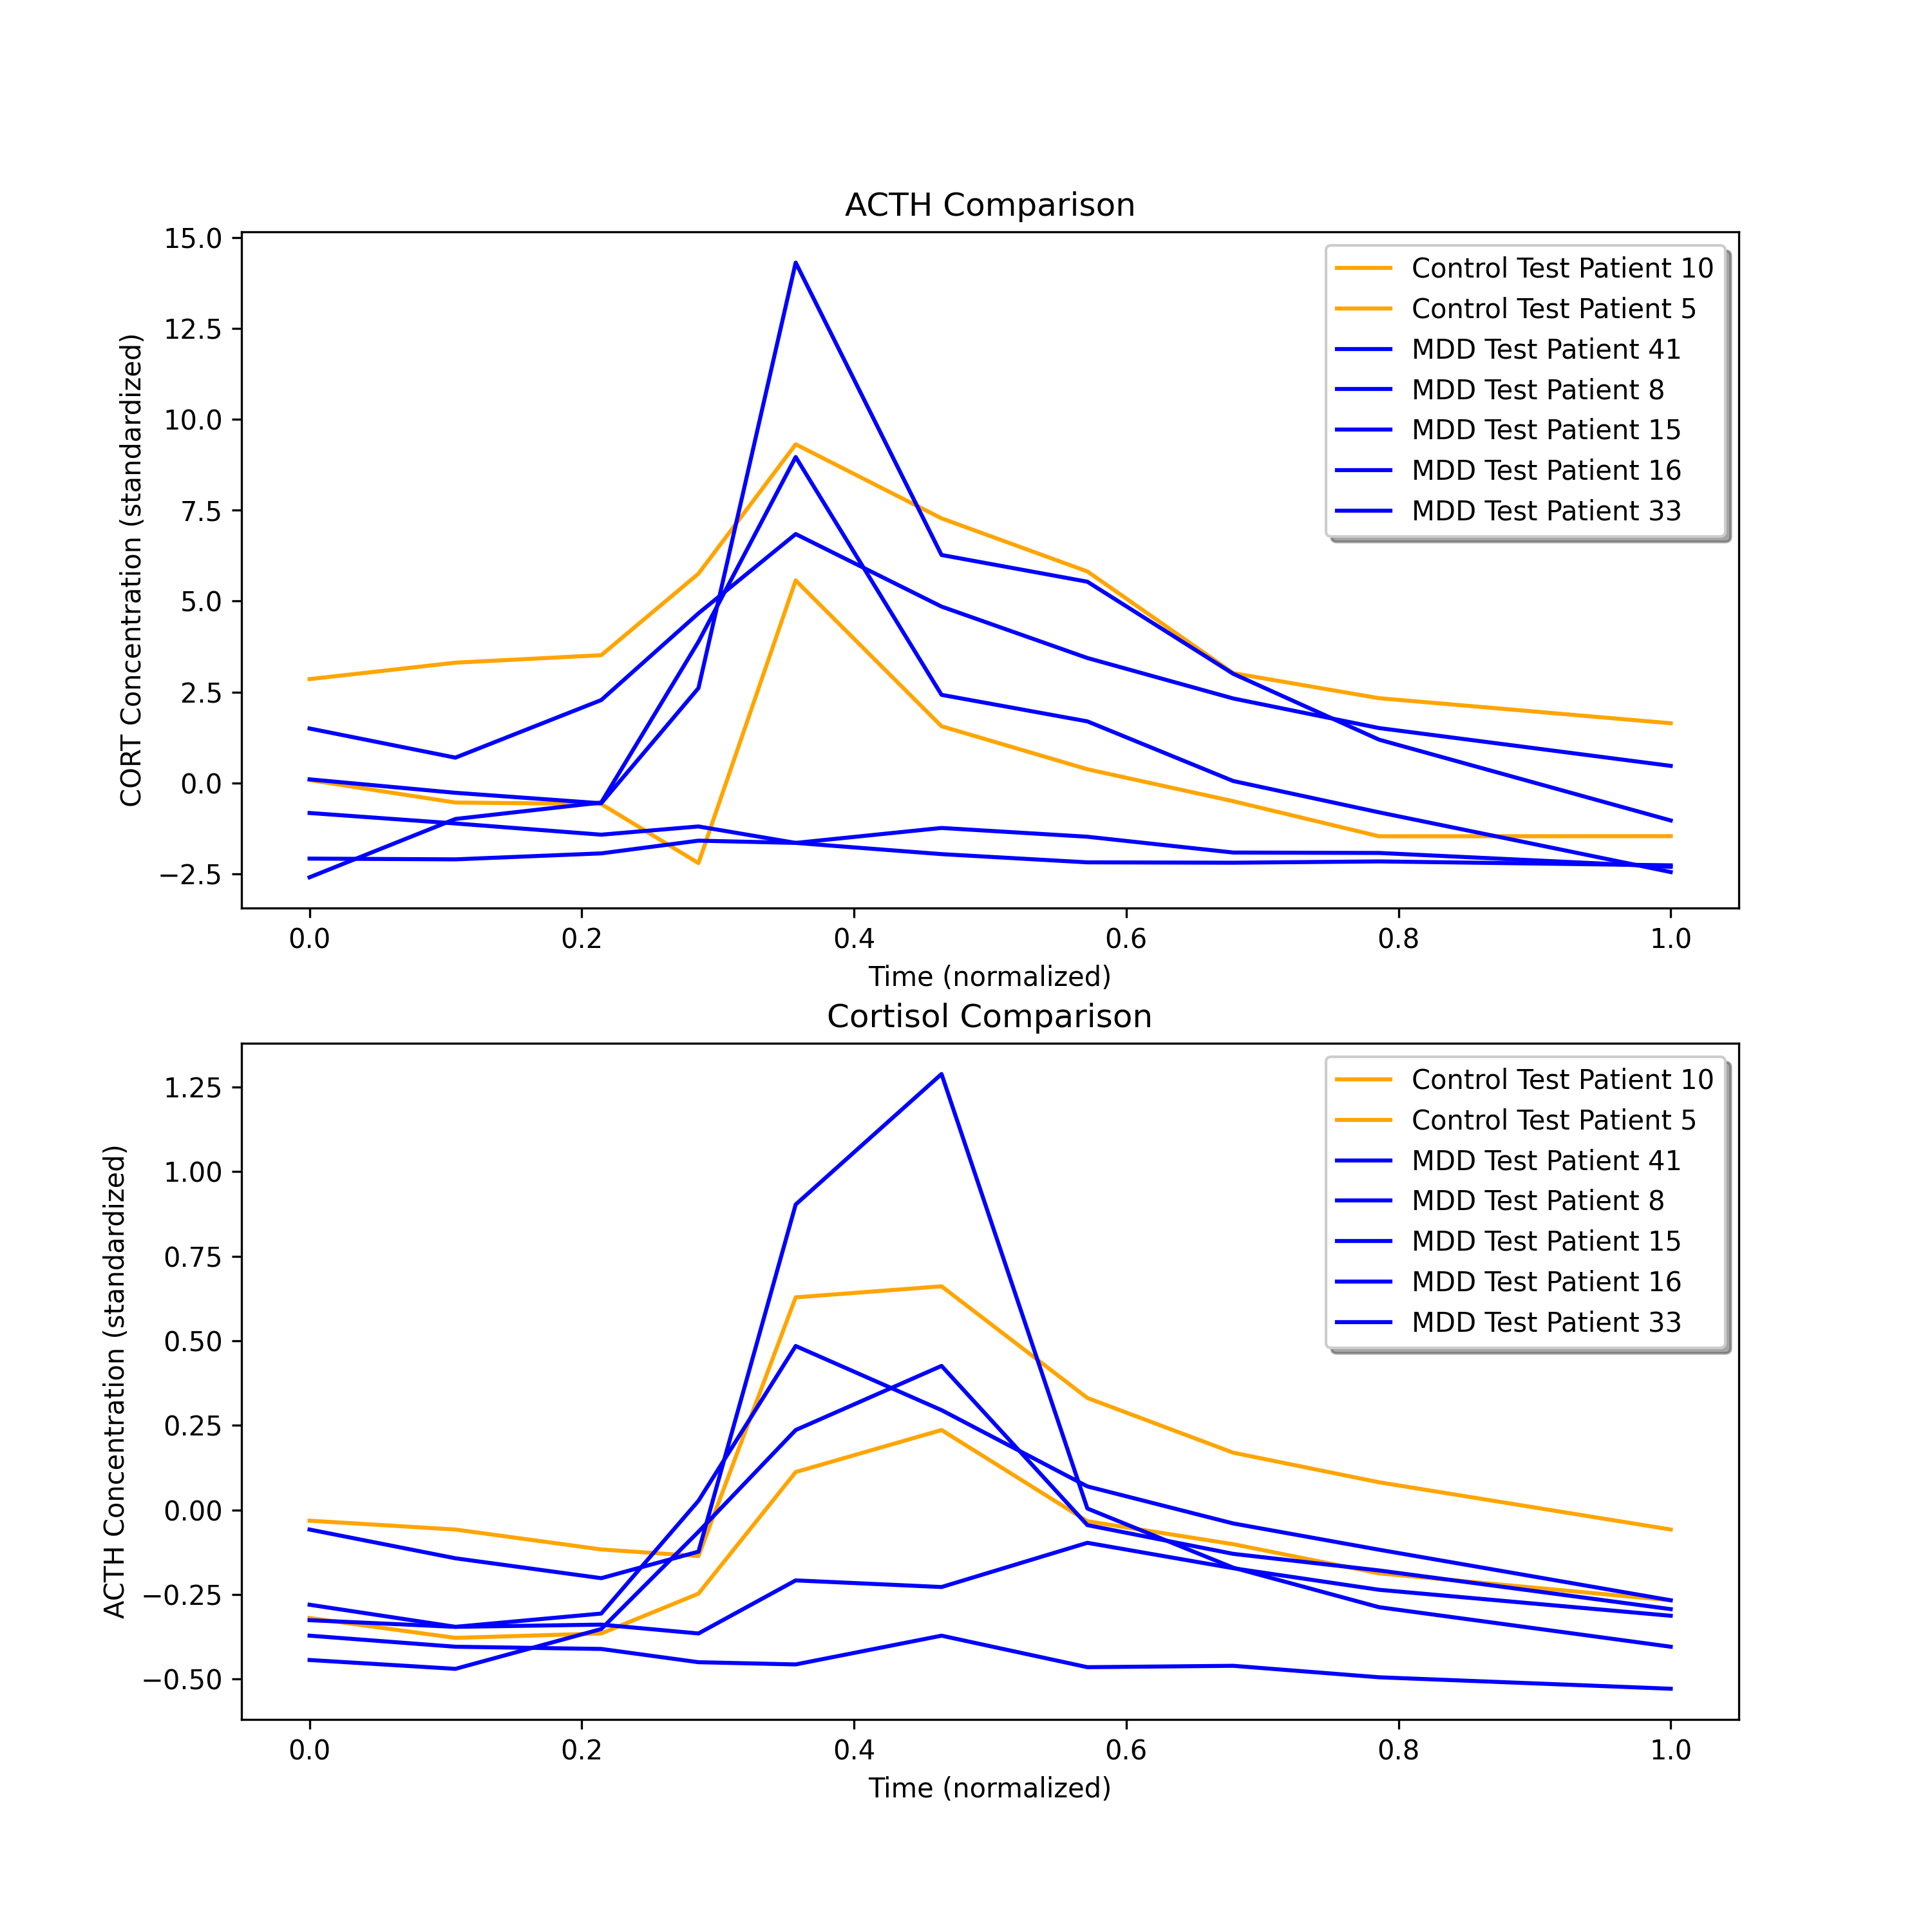 ACTH Comparison
CORT Concentration (standardized)
15.0
12.5
10.0
7.5
5.0
2.5
0.0
−2.5
Control Test Patient 10
Control Test Patient 5
MDD Test Patient 41
MDD Test Patient 8
MDD Test Patient 15
MDD Test Patient 16
MDD Test Patient 33
0.0 0.2 0.4 0.6 0.8 1.0
Time (normalized)
Cortisol Comparison
ACTH Concentration (standardized)
1.25
1.00
0.75
0.50
0.25
0.00
−0.25
−0.50
Control Test Patient 10
Control Test Patient 5
MDD Test Patient 41
MDD Test Patient 8
MDD Test Patient 15
MDD Test Patient 16
MDD Test Patient 33
0.0 0.2 0.4 0.6 0.8 1.0
Time (normalized)